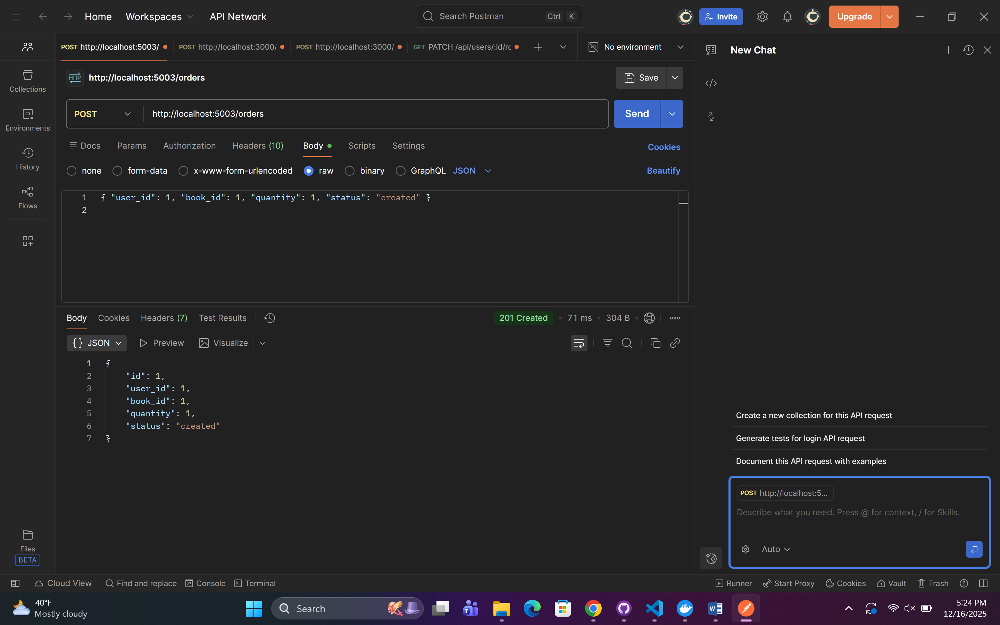 Home Workspaces API Network Search Postman Ctrl K Invite Upgrade
POST http://localhost:5003/ POST http://localhost:3000/ POST http://localhost:3000/ GET PATCH /api/users/:id/rc No environment New Chat
HTTP http://localhost:5003/orders Save
Collections
POST http://localhost:5003/orders Send
Environments
Docs Params Authorization Headers (10) Body Scripts Settings Cookies
History
none form-data x-www-form-urlencoded raw binary GraphQL JSON Beautify
Flows
1 { "user_id": 1, "book_id": 1, "quantity": 1, "status": "created" }
2
Body Cookies Headers (7) Test Results 201 Created 71 ms 304 B
{} JSON Preview Visualize
1 {
2 "id": 1,
3 "user_id": 1,
4 "book_id": 1,
5 "quantity": 1,
6 "status": "created"
7 }
Create a new collection for this API request
Generate tests for login API request
Document this API request with examples
POST http://localhost:5...
Describe what you need. Press @ for context, / for Skills.
Auto
Files
BETA
Cloud View Find and replace Console Terminal Runner Start Proxy Cookies Vault Trash
40°F
Mostly cloudy
Search
5:24 PM
12/16/2025